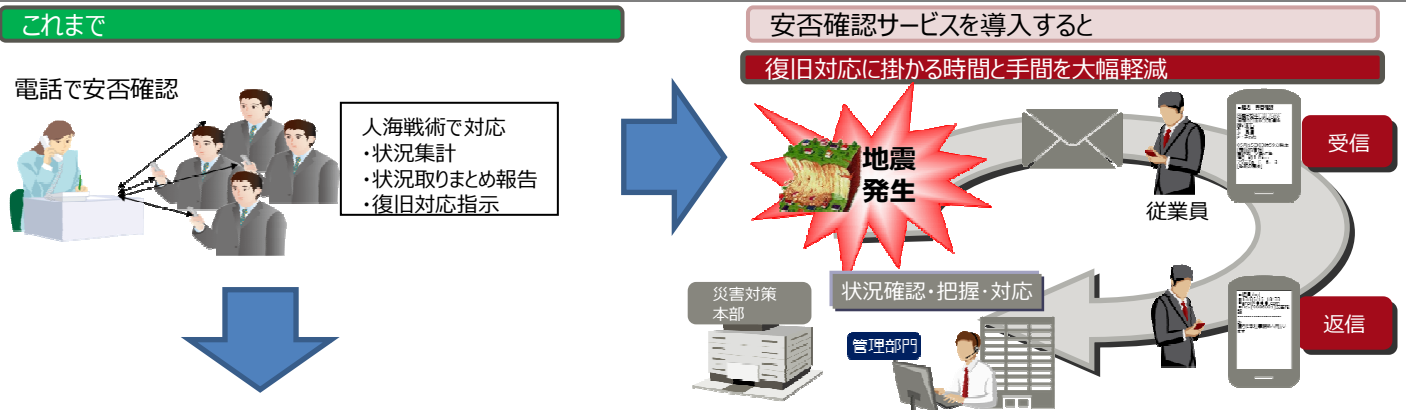 これまで
電話で安否確認
人海戦術で対応
・状況集計
・状況取りまとめ報告
・復旧対応指示
安否確認サービスを導入すると
復旧対応に掛かる時間と手間を大幅軽減
地震
発生
従業員
受信
返信
状況確認・把握・対応
災害対策
本部
管理部門